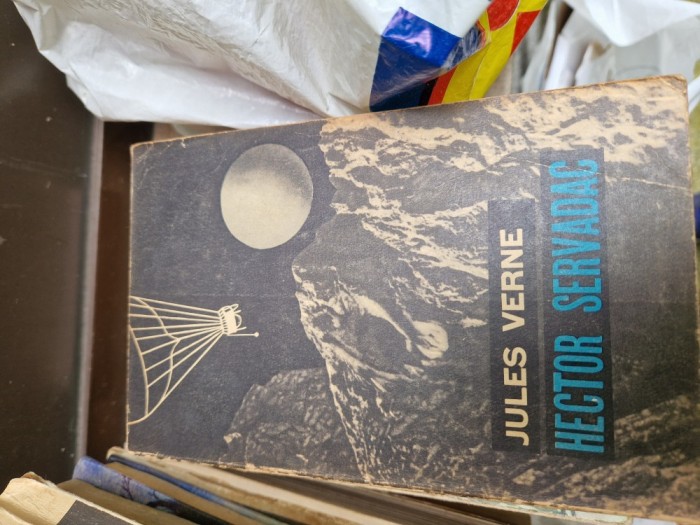 JULES VERNE
HECTOR SERVADAC